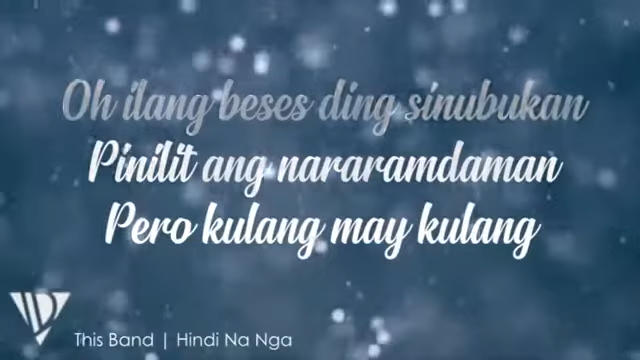 Oh ilang beses ding sinubukan
Pinilit ang nararamdaman
Pero kulang may kulang
This Band | Hindi Na Nga